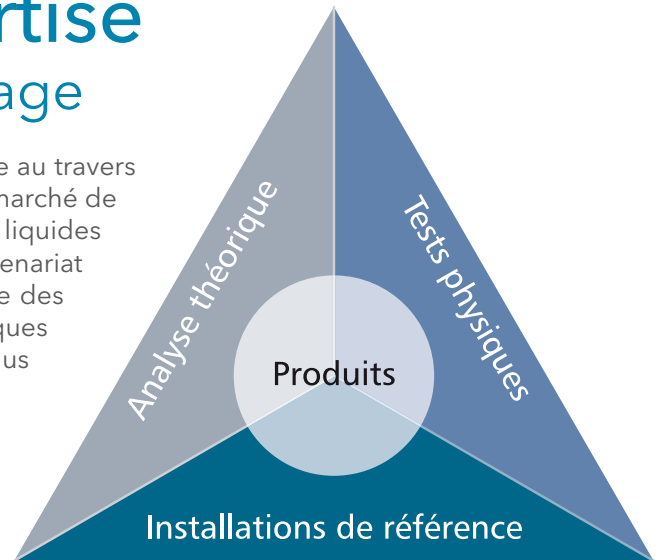 rtise
age
e au travers
marché de
liquides
enariat
e des
ques
us
Analyse théorique
Tests physiques
Produits
Installations de référence